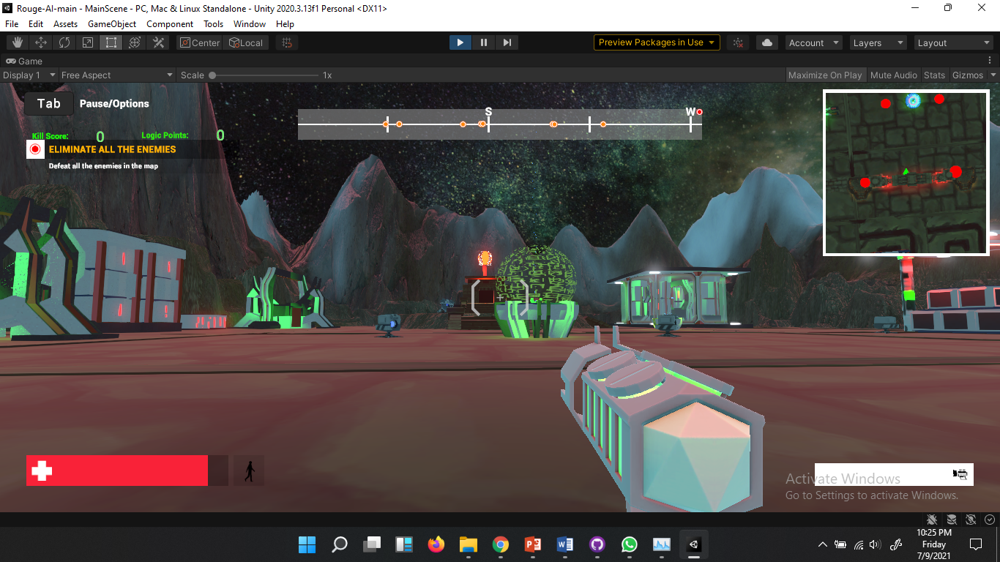 Rouge-AI-main - MainScene - PC, Mac & Linux Standalone - Unity 2020.3.13f1 Personal <DX11>
File Edit Assets GameObject Component Tools Window Help
Center Local Preview Packages in Use Account Layers Layout
Game
Display 1 Free Aspect Scale 1x Maximize On Play Mute Audio Stats Gizmos
Tab Pause/Options
S W
Kill Score: 0 Logic Points: 0
ELIMINATE ALL THE ENEMIES
Defeat all the enemies in the map
Activate Windows
Go to Settings to activate Windows.
10:25 PM
Friday
7/9/2021